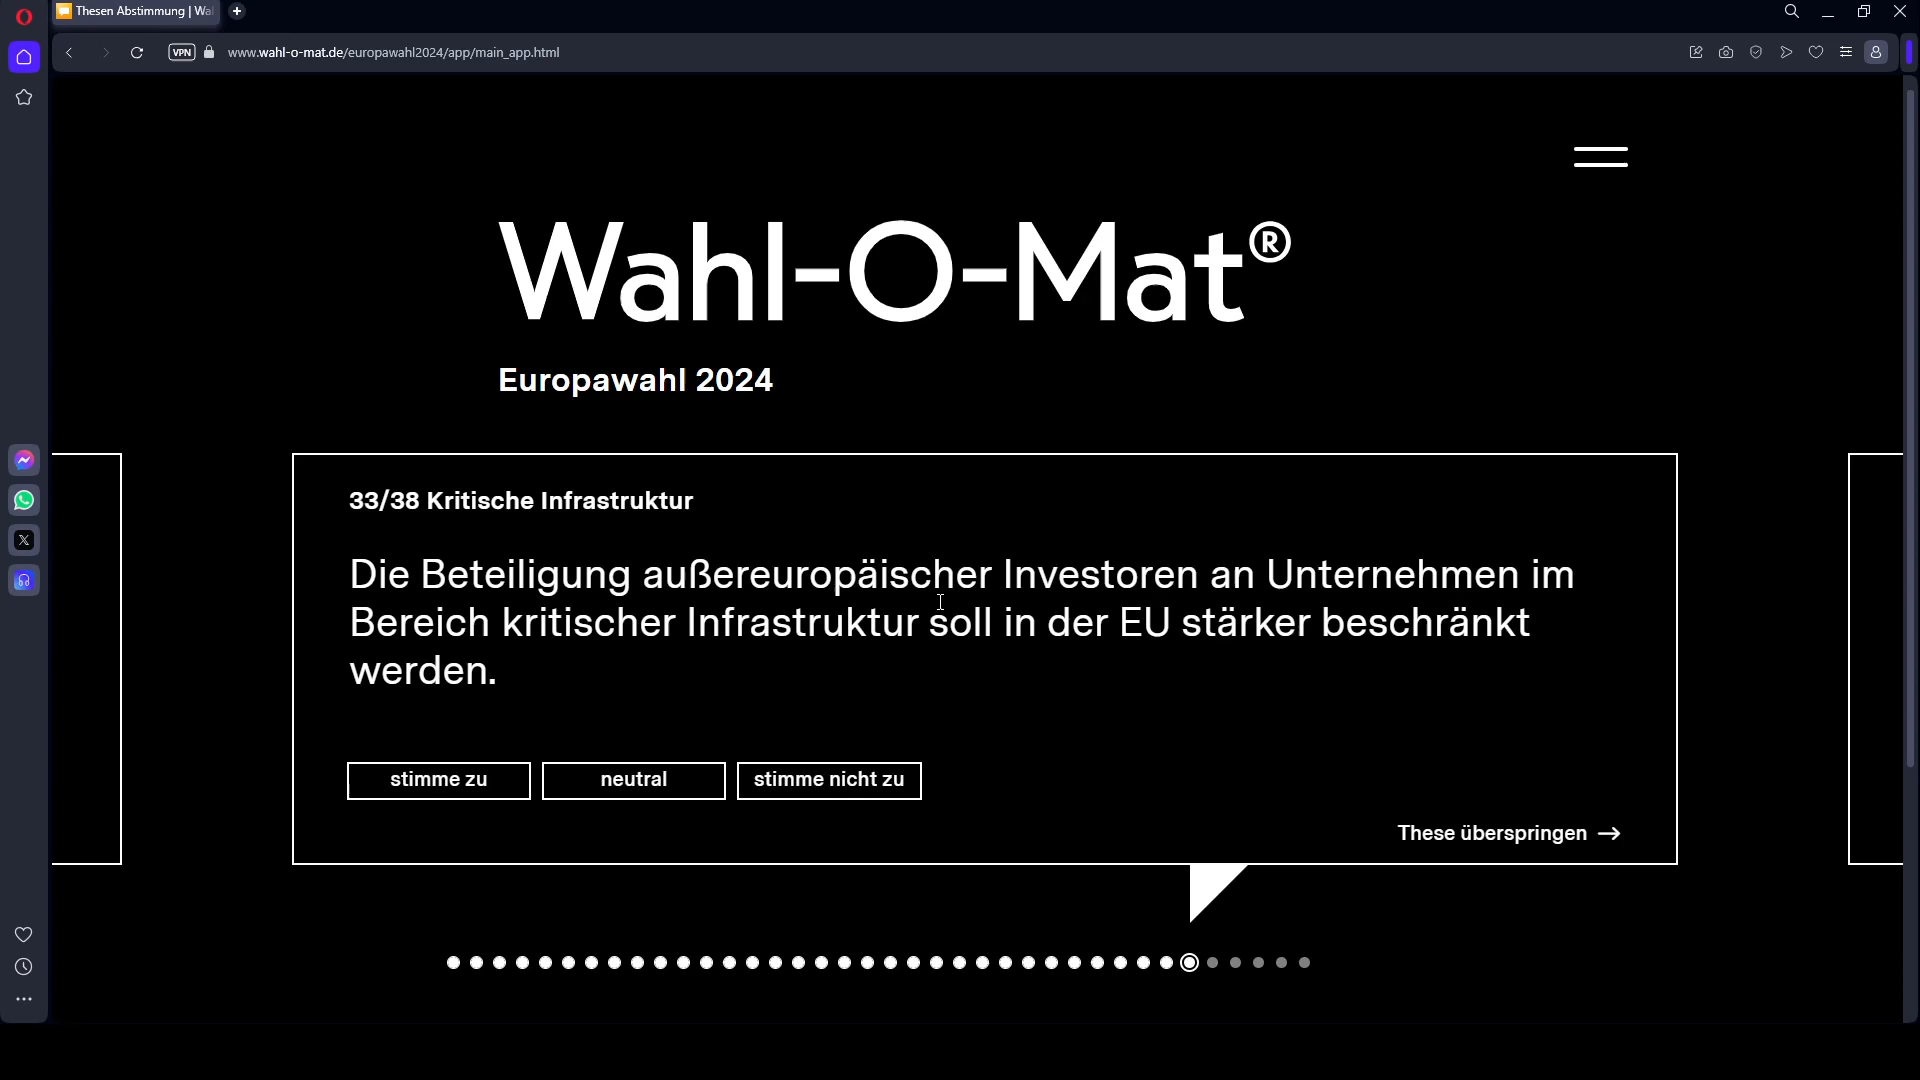 Thesen Abstimmung | Wa
VPN
www.wahl-o-mat.de/europawahl2024/app/main_app.html
Wahl-O-Mat®
Europawahl 2024
33/38 Kritische Infrastruktur
Die Beteiligung außereuropäischer Investoren an Unternehmen im
Bereich kritischer Infrastruktur soll in der EU stärker beschränkt
werden.
stimme zu
neutral
stimme nicht zu
These überspringen →